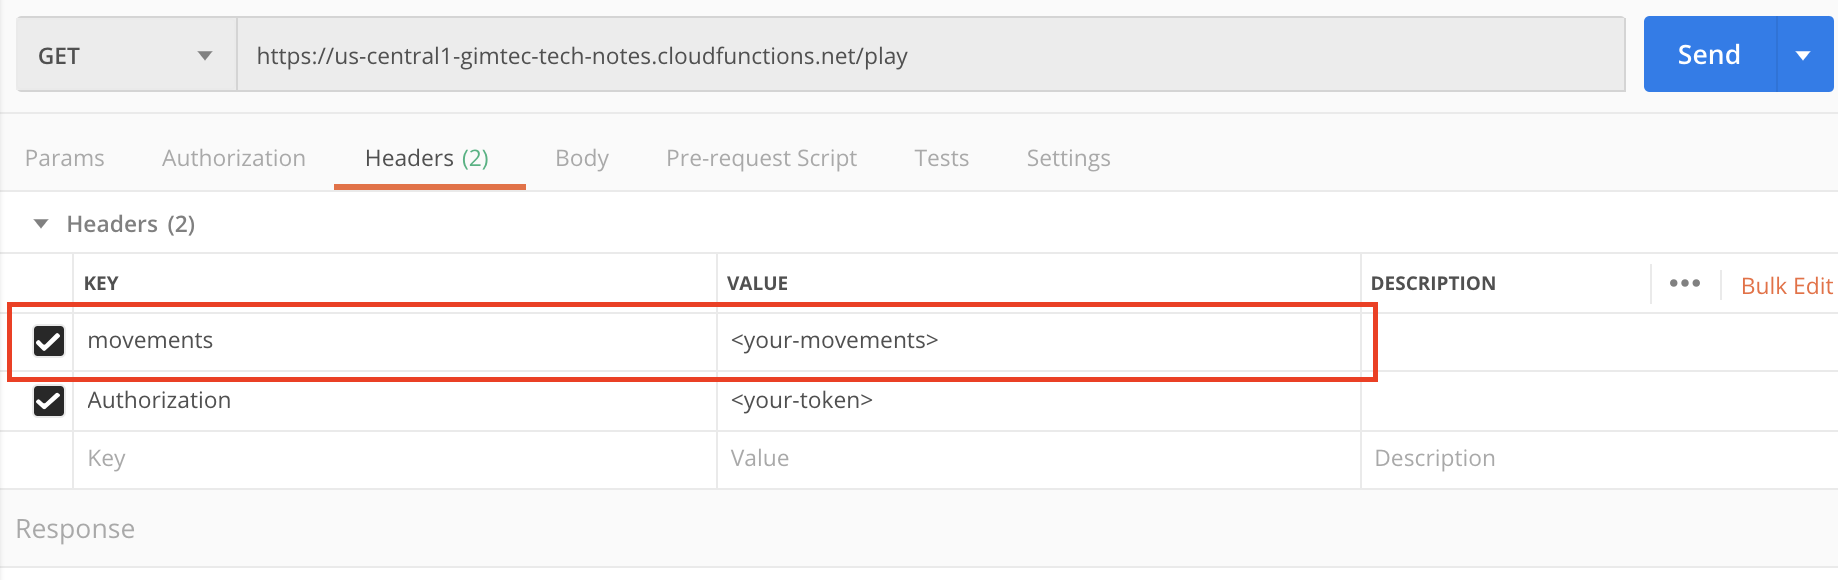 GET https://us-central1-gimtec-tech-notes.cloudfunctions.net/play Send
Params Authorization Headers (2) Body Pre-request Script Tests Settings
Headers (2)
KEY VALUE DESCRIPTION ••• Bulk Edit
movements <your-movements>
Authorization <your-token>
Key Value Description
Response